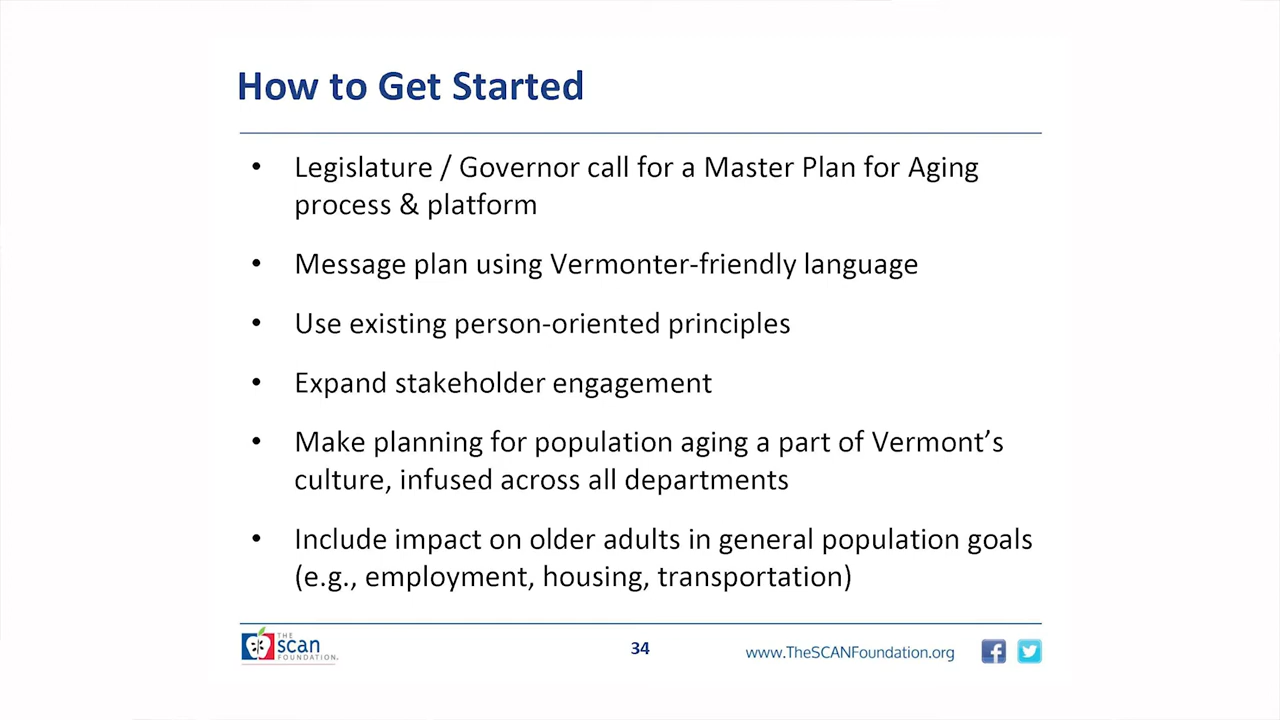 How to Get Started
• Legislature / Governor call for a Master Plan for Aging
process & platform
• Message plan using Vermonter-friendly language
• Use existing person-oriented principles
• Expand stakeholder engagement
• Make planning for population aging a part of Vermont’s
culture, infused across all departments
• Include impact on older adults in general population goals
(e.g., employment, housing, transportation)
THE
scan
FOUNDATION.
34
www.TheSCANFoundation.org